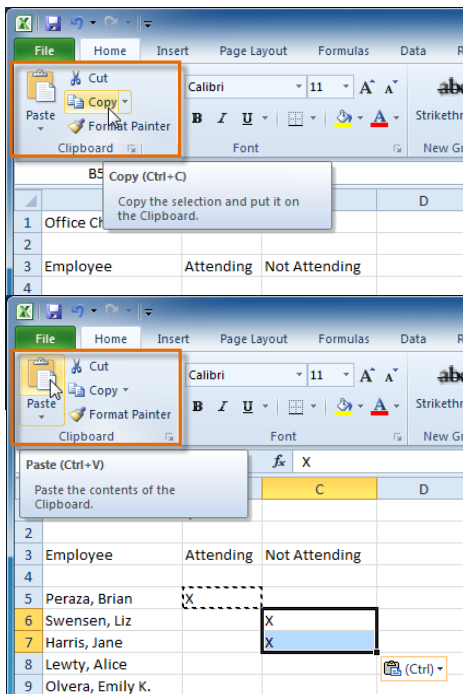 File Home Insert Page Layout Formulas Data
Cut
Copy
Format Painter
Paste
Clipboard
Calibri 11 A A
B I U A
Font
abc
Strikethr
New Gr
B5
Copy (Ctrl+C)
Copy the selection and put it on
the Clipboard.
D
1 Office Ch
2
3 Employee Attending Not Attending
4
File Home Insert Page Layout Formulas Data
Cut
Copy
Format Painter
Paste
Clipboard
Calibri 11 A A
B I U A
Font
abc
Strikethr
New Gr
Paste (Ctrl+V)
Paste the contents of the
Clipboard.
fx X
C D
2
3 Employee Attending Not Attending
4
5 Peraza, Brian X
6 Swensen, Liz X
7 Harris, Jane X
8 Lewty, Alice
(Ctrl)
9 Olvera, Emily K.